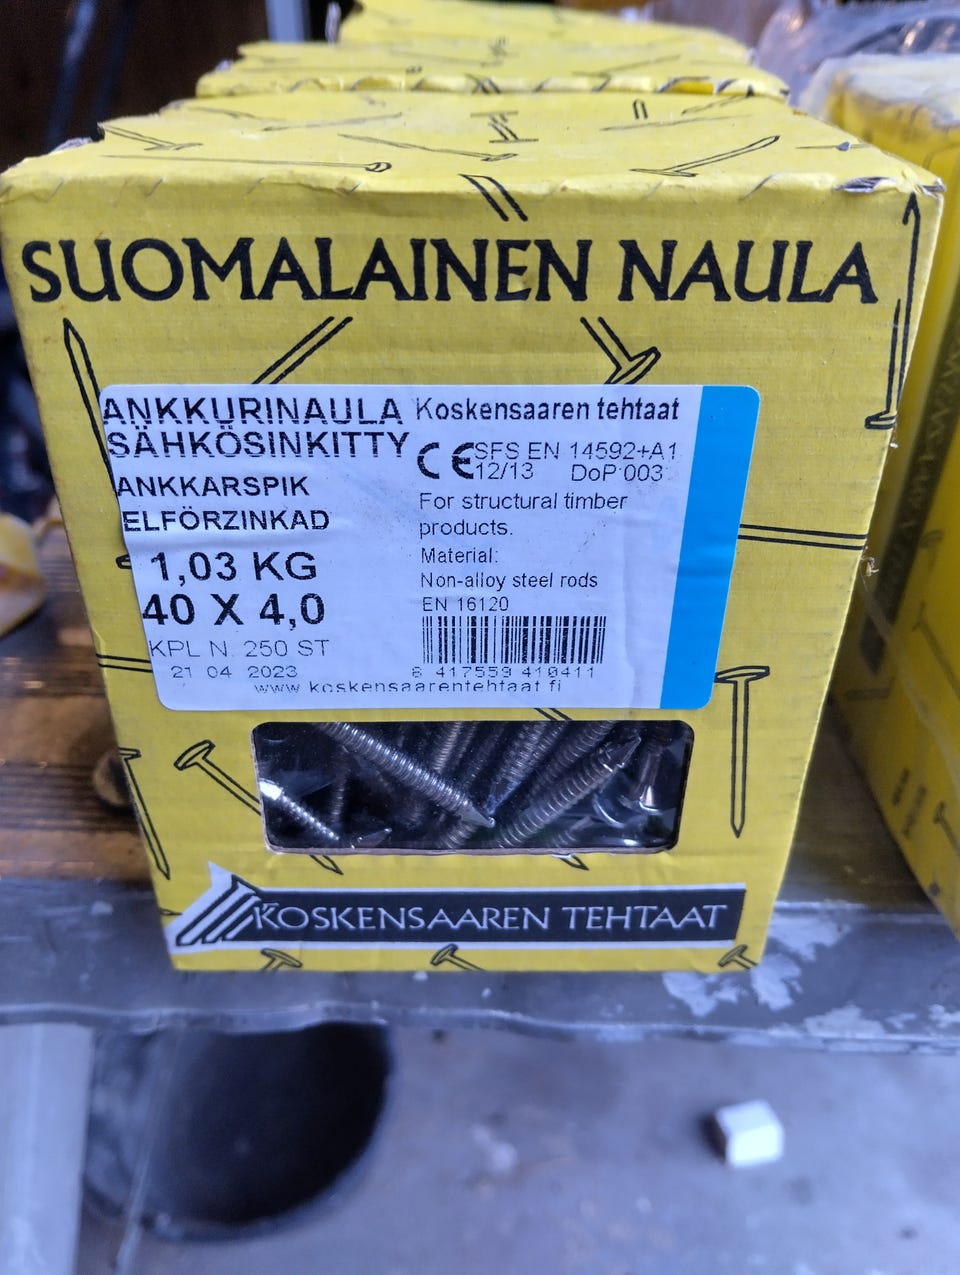 SUOMALAINEN NAULA
ANKKURINAULA
SÄHKÖSINKITTY
ANKKARSPIK
ELFÖRZINKAD
1,03 KG
40 X 4,0
KPL N. 250 ST
21 04 2023
Koskensaaren tehtaat
CE SFS EN 14592+A1
12/13 DoP 003
For structural timber
products.
Material:
Non-alloy steel rods
EN 16120
6 417559 410411
www koskensaarentehtaat fi
KOSKENSAAREN TEHTAAT